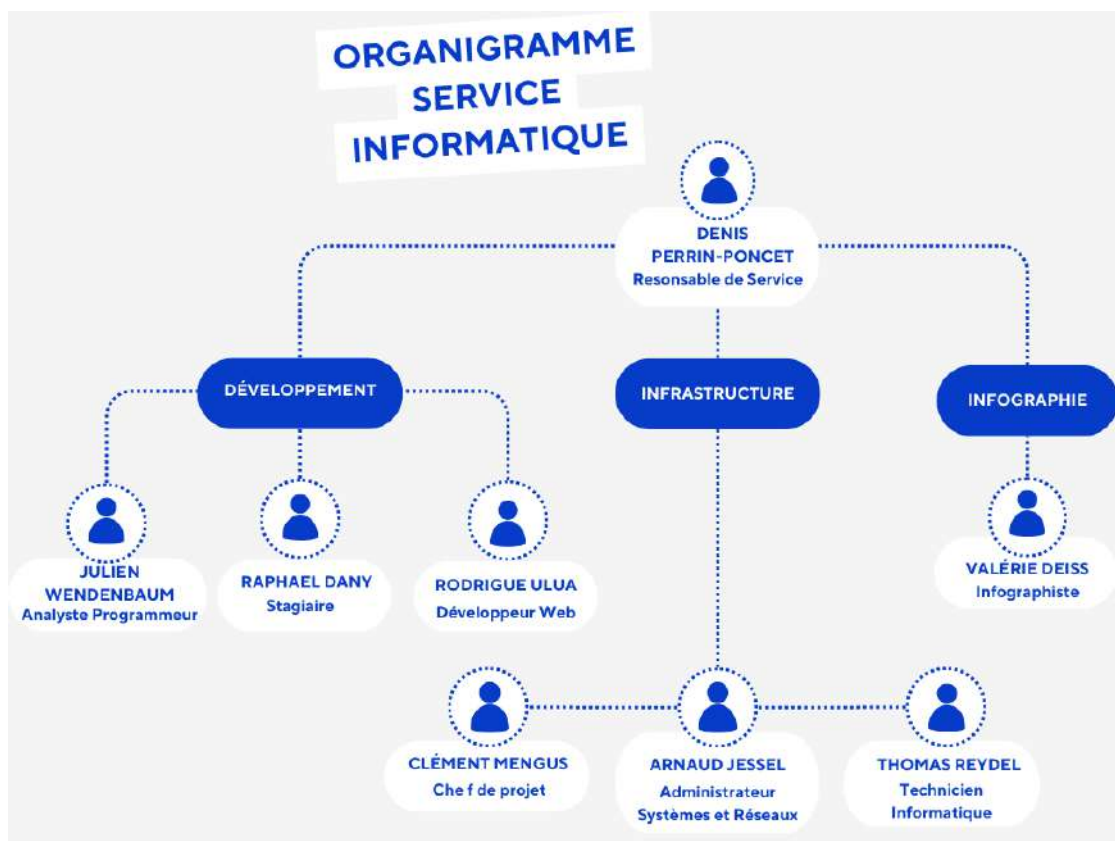 ORGANIGRAMME
SERVICE
INFORMATIQUE
DENIS
PERRIN-PONCET
Resonsable de Service
DÉVELOPPEMENT
INFRASTRUCTURE
INFOGRAPHIE
JULIEN
WENDENBAUM
Analyste Programmeur
RAPHAEL DANY
Stagiaire
RODRIGUE ULUA
Développeur Web
VALÉRIE DEISS
Infographiste
CLÉMENT MENGUS
Chef de projet
ARNAUD JESSEL
Administrateur
Systèmes et Réseaux
THOMAS REYDEL
Technicien
Informatique